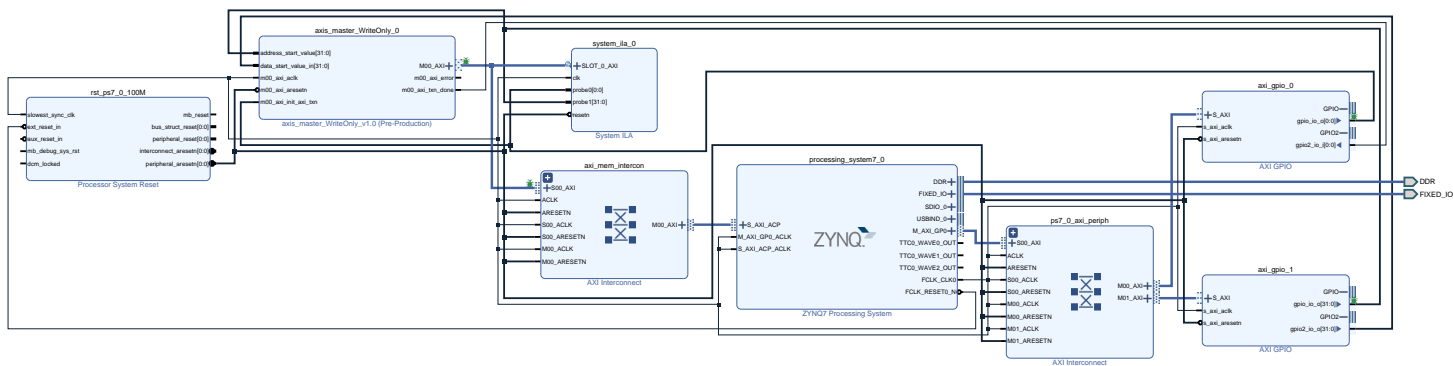 axis_master_WriteOnly_0
address_start_value[31:0]
data_start_value_in[31:0]
m00_axi_aclk
m00_axi_aresetn
m00_axi_init_axi_txn
M00_AXI
m00_axi_error
m00_axi_txn_done
axis_master_WriteOnly_v1.0 (Pre-Production)
system_ila_0
SLOT_0_AXI
clk
probe0[0:0]
probe1[31:0]
resetn
System ILA
rst_ps7_0_100M
slowest_sync_clk
ext_reset_in
aux_reset_in
mb_debug_sys_rst
dcm_locked
mb_reset
bus_struct_reset[0:0]
peripheral_reset[0:0]
interconnect_aresetn[0:0]
peripheral_aresetn[0:0]
Processor System Reset
axi_mem_intercon
S00_AXI
ACLK
ARESETN
S00_ACLK
S00_ARESETN
M00_ACLK
M00_ARESETN
M00_AXI
AXI Interconnect
processing_system7_0
S_AXI_ACP
M_AXI_GP0_ACLK
S_AXI_ACP_ACLK
ZYNQ
DDR
FIXED_IO
SDIO_0
USBIND_0
M_AXI_GP0
TTC0_WAVE0_OUT
TTC0_WAVE1_OUT
TTC0_WAVE2_OUT
FCLK_CLK0
FCLK_RESET0_N
ZYNQ7 Processing System
ps7_0_axi_periph
S00_AXI
ACLK
ARESETN
S00_ACLK
S00_ARESETN
M00_ACLK
M00_ARESETN
M01_ACLK
M01_ARESETN
M00_AXI
M01_AXI
AXI Interconnect
axi_gpio_0
S_AXI
s_axi_aclk
s_axi_aresetn
GPIO
gpio_io_o[0:0]
GPIO2
gpio2_io_i[0:0]
AXI GPIO
DDR
FIXED_IO
axi_gpio_1
S_AXI
s_axi_aclk
s_axi_aresetn
GPIO
gpio_io_o[31:0]
GPIO2
gpio2_io_o[31:0]
AXI GPIO